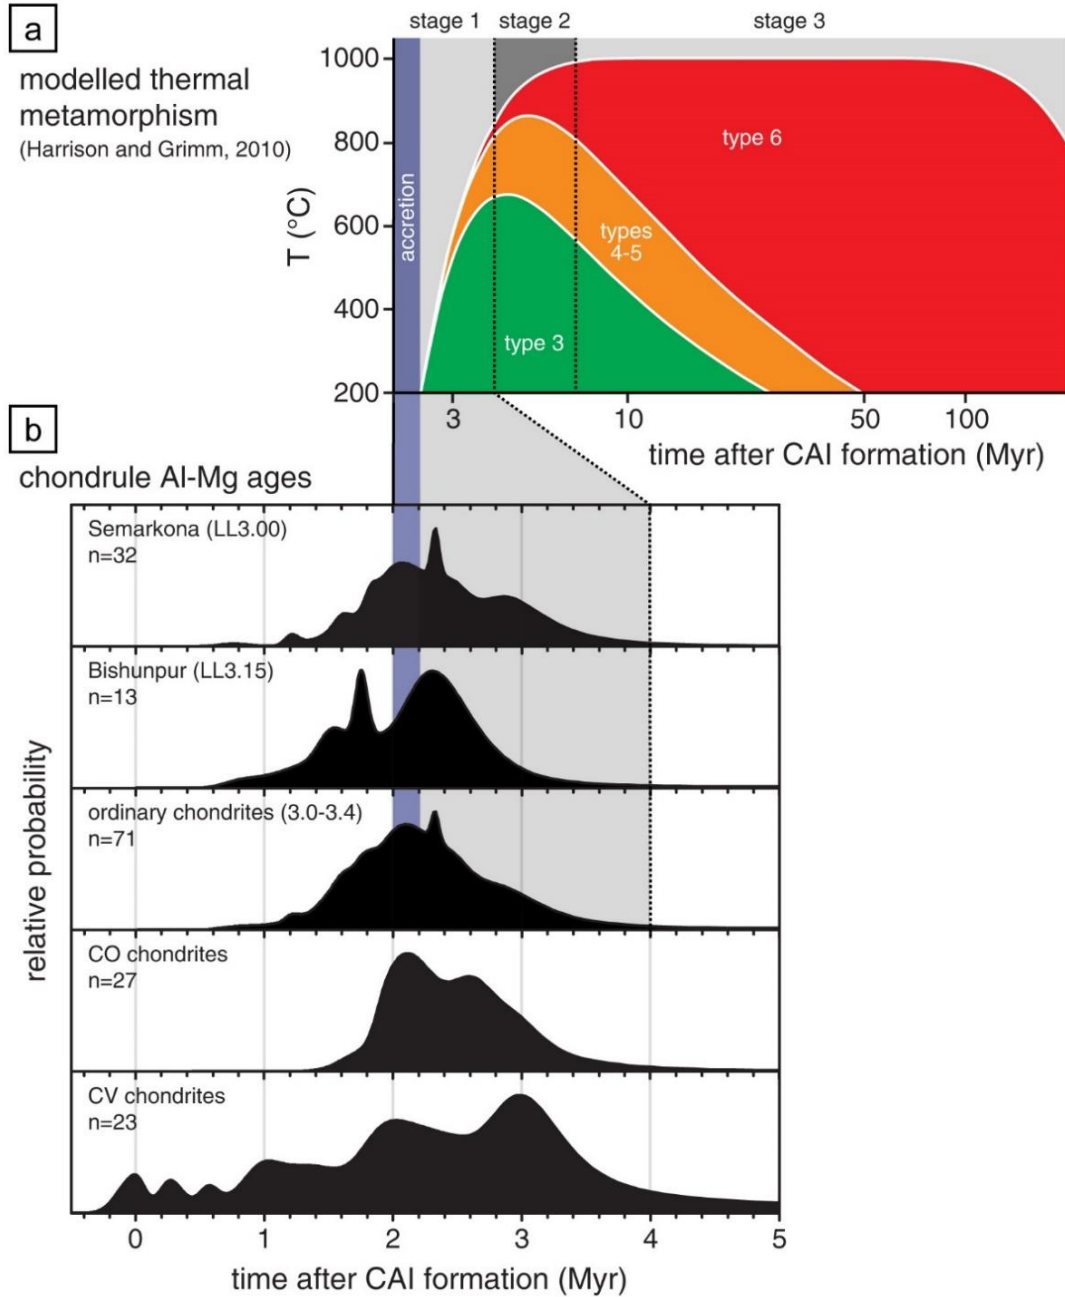 a
stage 1 stage 2 stage 3
modelled thermal
metamorphism
(Harrison and Grimm, 2010)
T (°C)
1000
800
600
400
200
accretion
type 6
types
4-5
type 3
3 10 50 100
time after CAI formation (Myr)
b
chondrule Al-Mg ages
relative probability
Semarkona (LL3.00)
n=32
Bishunpur (LL3.15)
n=13
ordinary chondrites (3.0-3.4)
n=71
CO chondrites
n=27
CV chondrites
n=23
0 1 2 3 4 5
time after CAI formation (Myr)